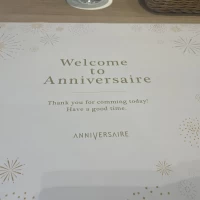 Welcome
to
Anniversaire
Thank you for comming today!
Have a good time.
ANNIVERSAIRE